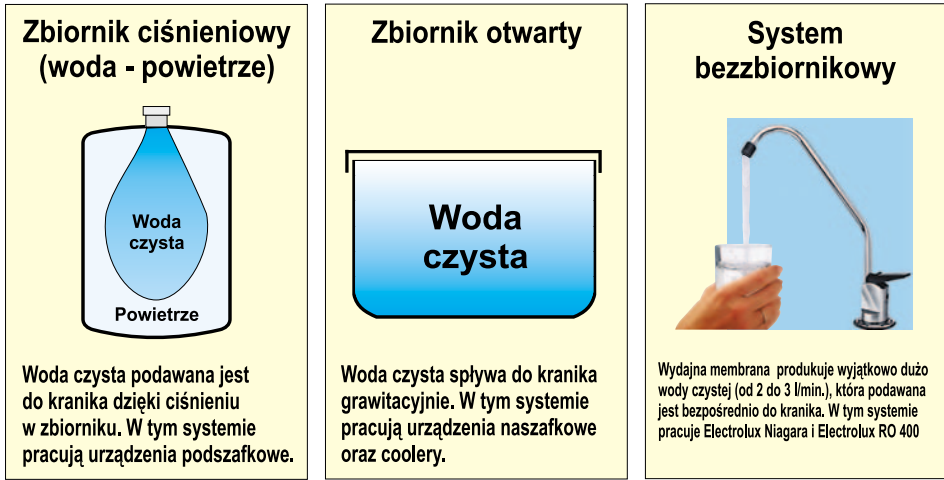 Zbiornik ciśnieniowy
(woda - powietrze)
Woda
czysta
Powietrze
Woda czysta podawana jest
do kranika dzięki ciśnieniu
w zbiorniku. W tym systemie
pracują urządzenia podszafkowe.
Zbiornik otwarty
Woda
czysta
Woda czysta spływa do kranika
grawitacyjnie. W tym systemie
pracują urządzenia naszafkowe
oraz coolery.
System
bezzbiornikowy
Wydajna membrana produkuje wyjątkowo dużo
wody czystej (od 2 do 3 l/min.), która podawana
jest bezpośrednio do kranika. W tym systemie
pracuje Electrolux Niagara i Electrolux RO 400